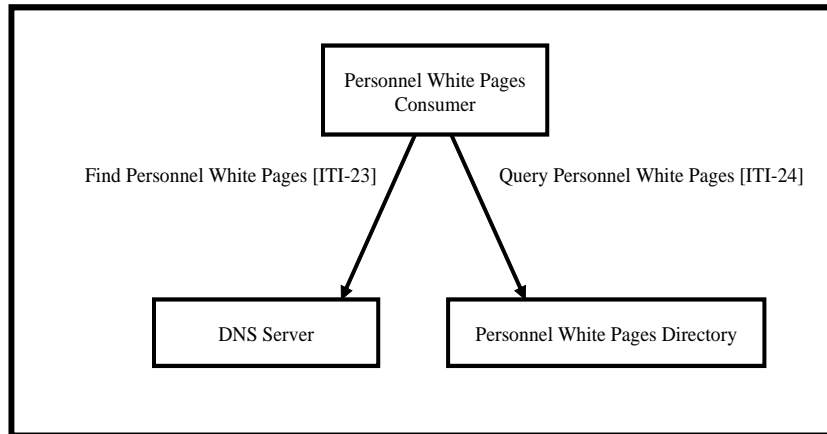 Personnel White Pages
Consumer
Find Personnel White Pages [ITI-23]
Query Personnel White Pages [ITI-24]
DNS Server
Personnel White Pages Directory